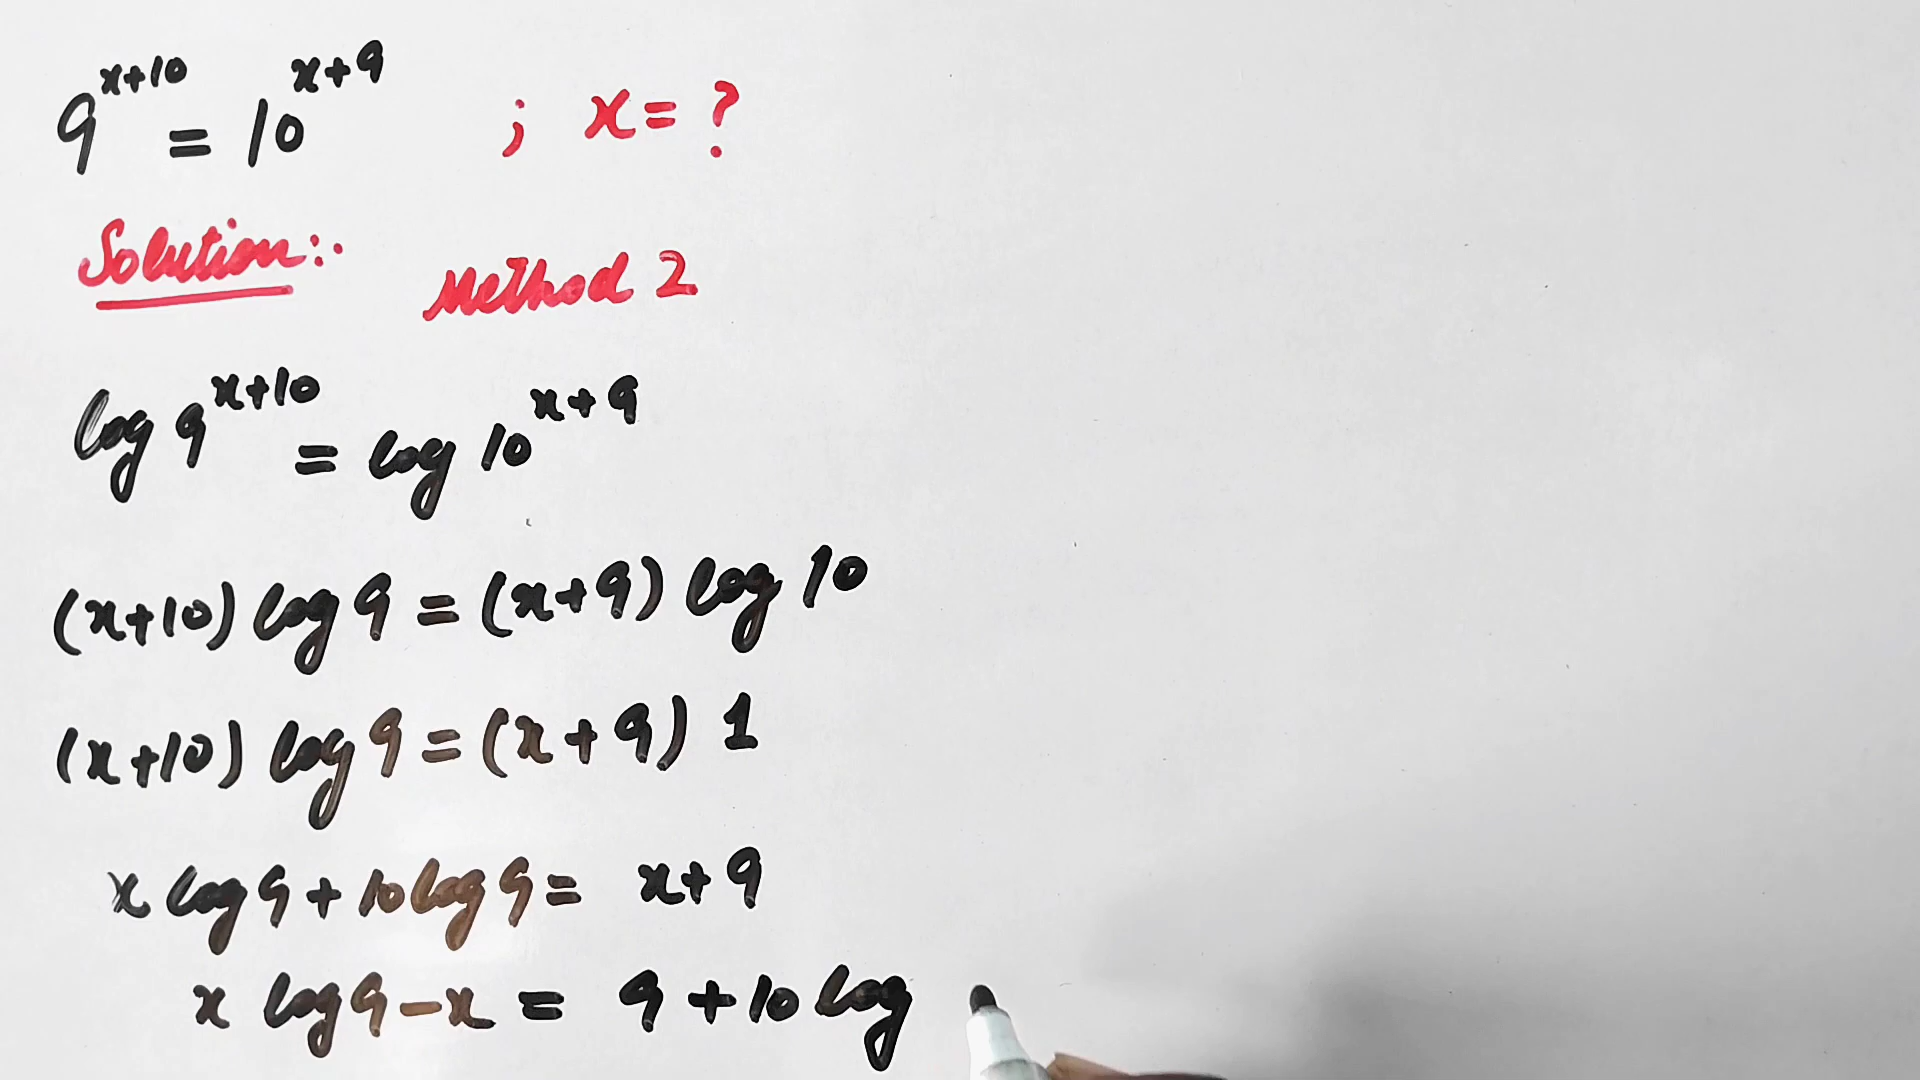 9^{x+10} = 10^{x+9} ; x = ?
Solution:·
Method 2
log 9^{x+10} = log 10^{x+9}
(x+10) log 9 = (x+9) log 10
(x+10) log 9 = (x+9) 1
x log 9 + 10 log 9 = x+9
x log 9 - x = 9 + 10 log